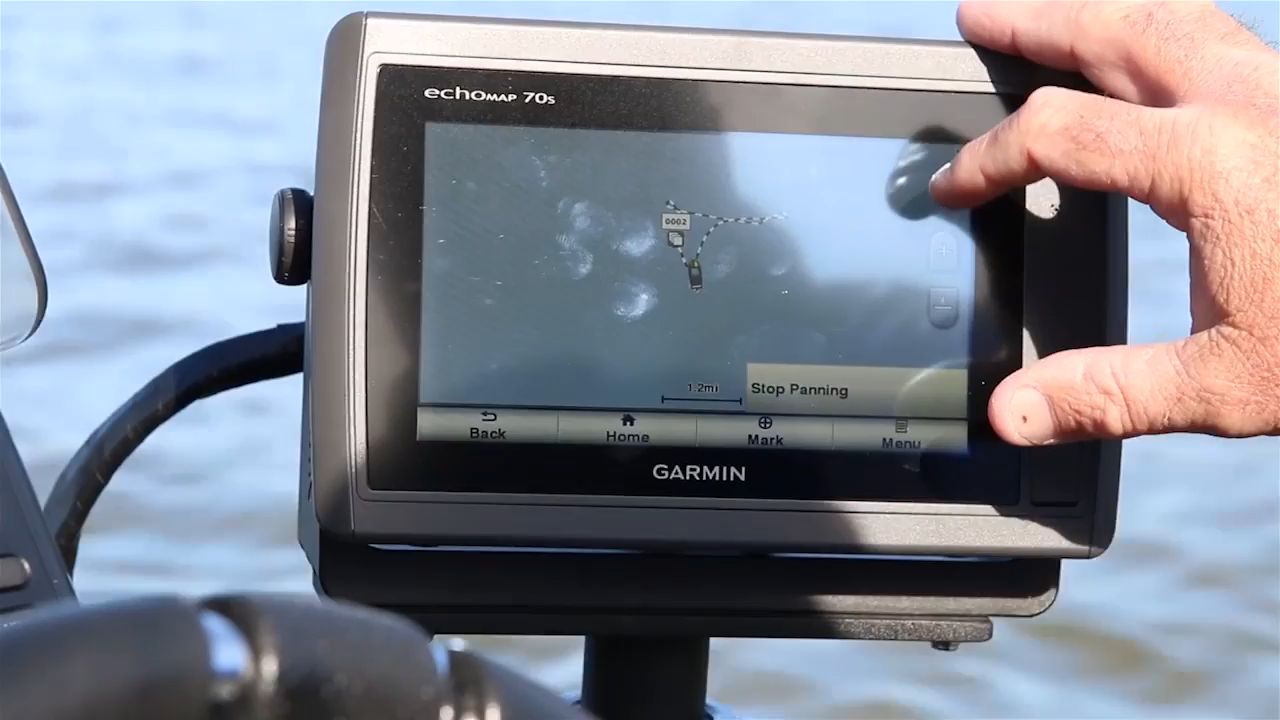 echoMAP 70s
0002
1.2mi
Stop Panning
Back
Home
Mark
Menu
GARMIN